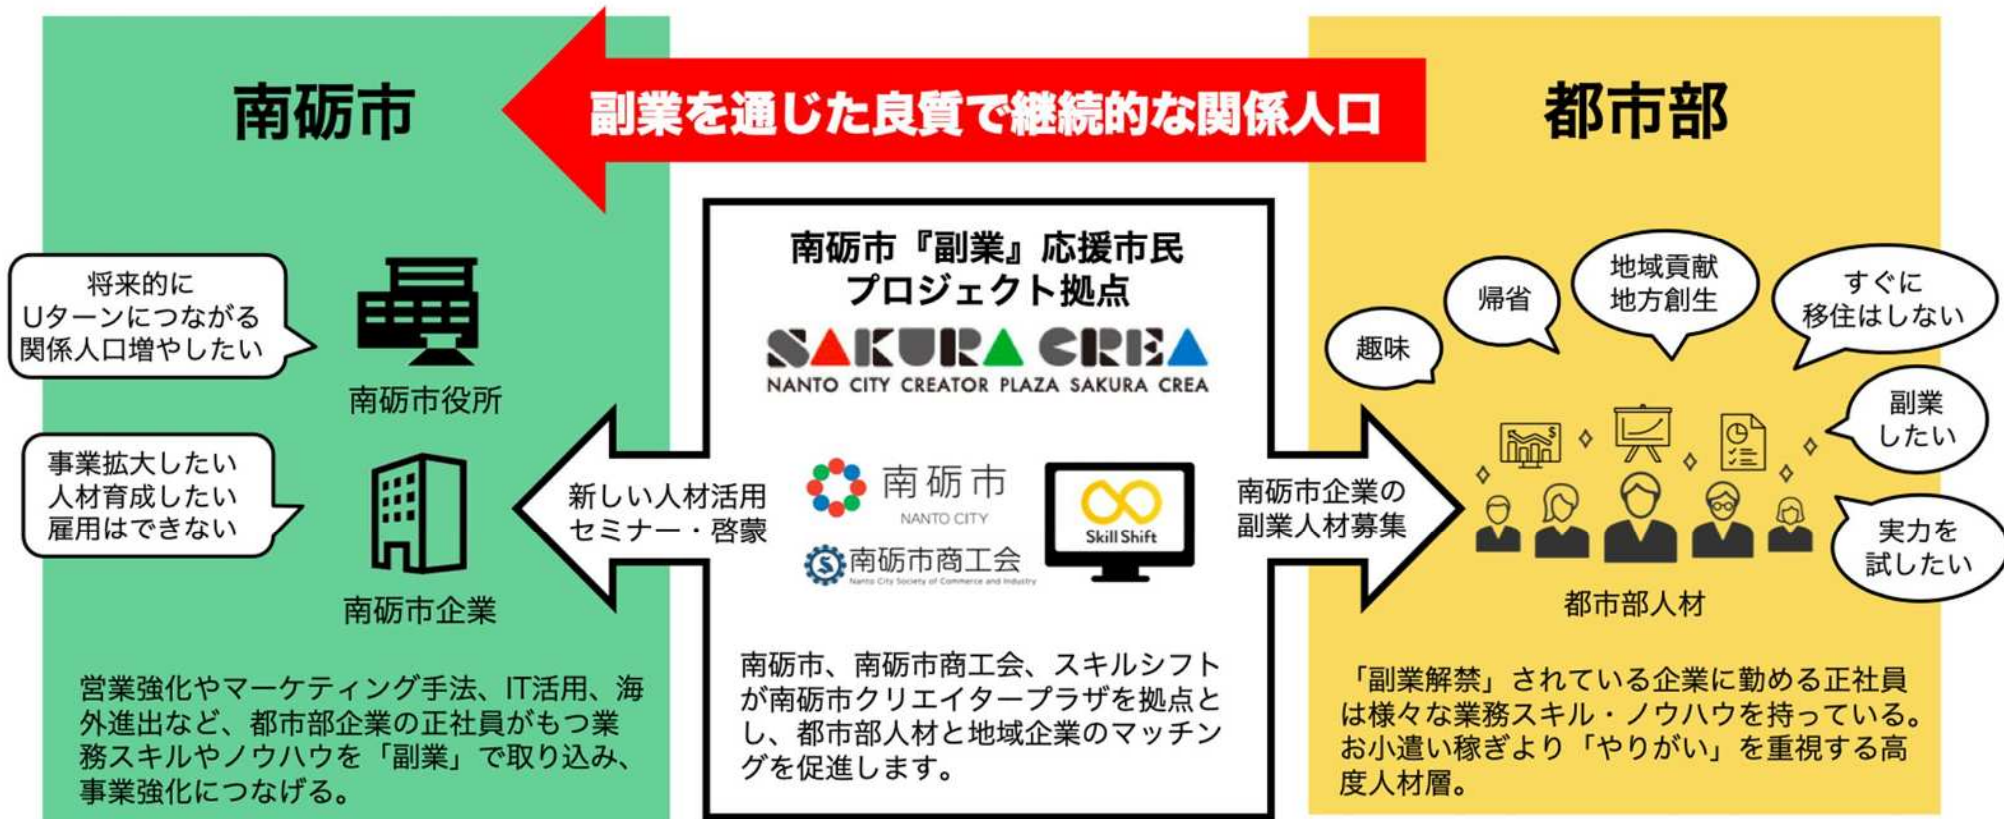 南砺市
副業を通じた良質で継続的な関係人口
都市部
将来的に
Uターンにつながる
関係人口増やしたい
南砺市役所
事業拡大したい
人材育成したい
雇用はできない
南砺市企業
営業強化やマーケティング手法、IT活用、海
外進出など、都市部企業の正社員がもつ業
務スキルやノウハウを「副業」で取り込み、
事業強化につなげる。
南砺市『副業』応援市民
プロジェクト拠点
SAKURA CREA
NANTO CITY CREATOR PLAZA SAKURA CREA
新しい人材活用
セミナー・啓蒙
南砺市
NANTO CITY
南砺市商工会
Nanto City Society of Commerce and Industry
Skill Shift
南砺市企業の
副業人材募集
南砺市、南砺市商工会、スキルシフト
が南砺市クリエイタープラザを拠点と
し、都市部人材と地域企業のマッチン
グを促進します。
趣味
帰省
地域貢献
地方創生
すぐに
移住はしない
副業
したい
実力を
試したい
都市部人材
「副業解禁」されている企業に勤める正社員
は様々な業務スキル・ノウハウを持っている。
お小遣い稼ぎより「やりがい」を重視する高
度人材層。